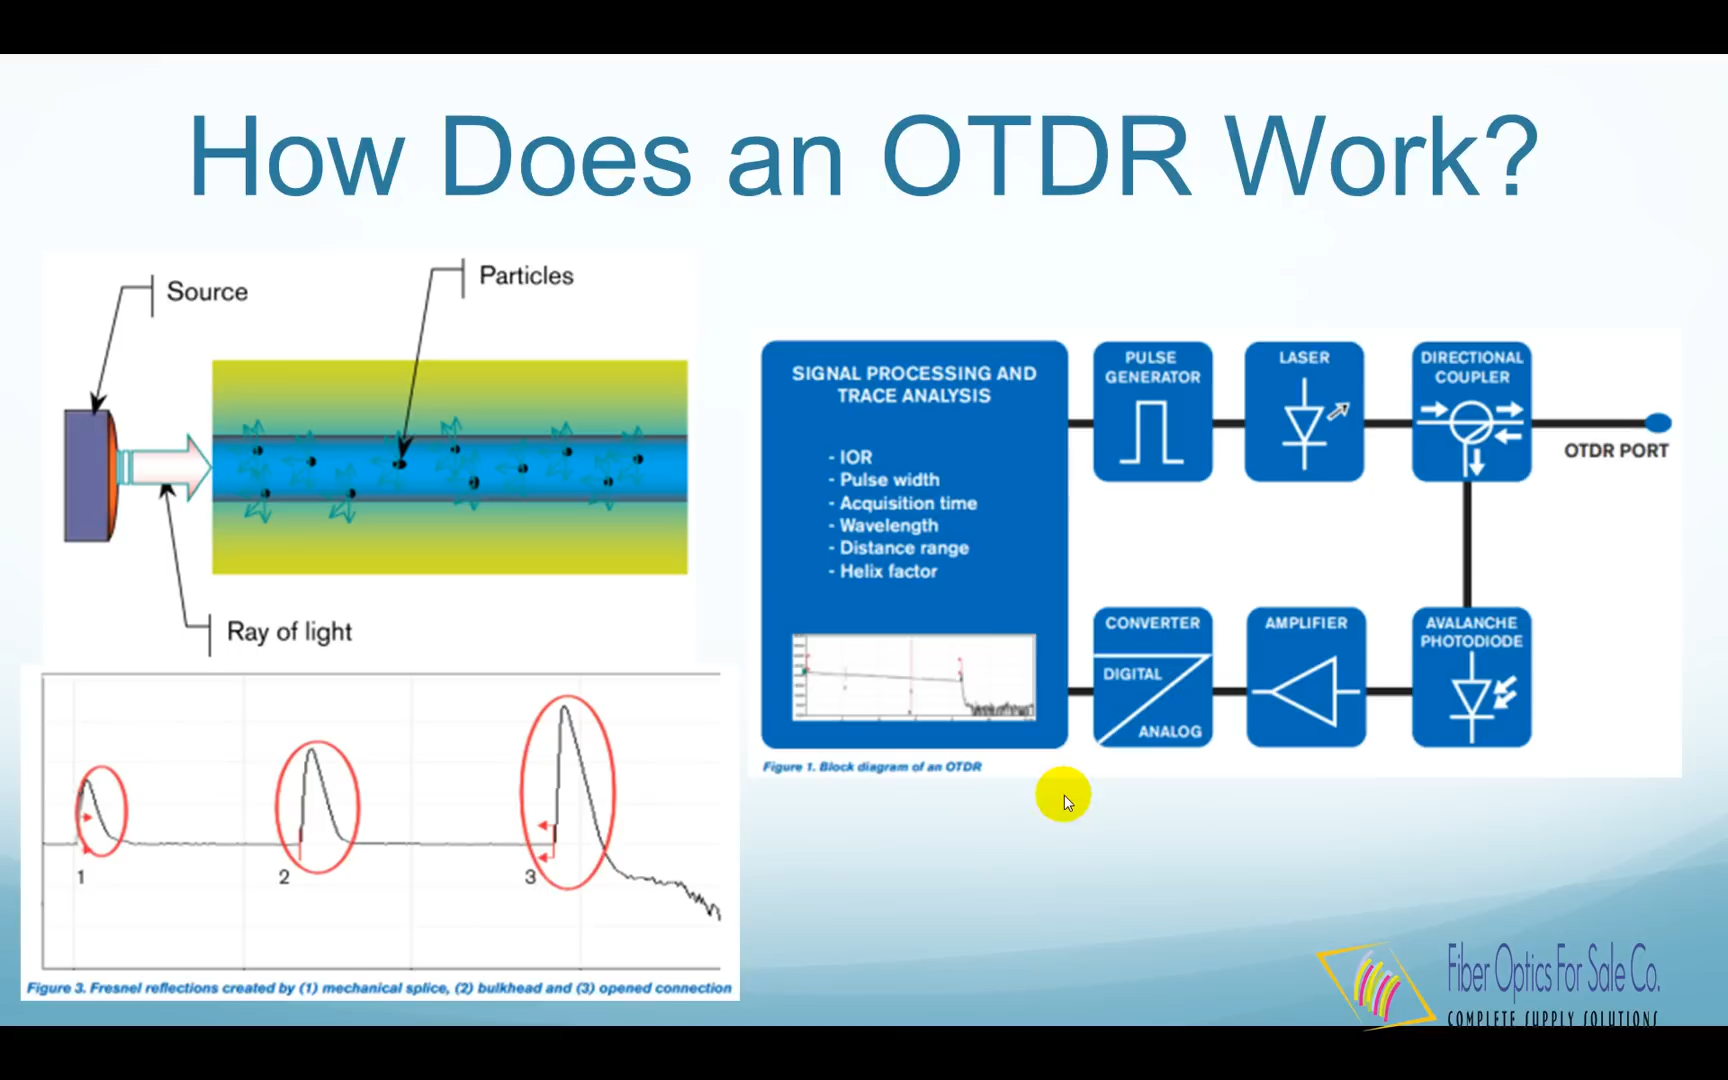 How Does an OTDR Work?
Source
Particles
Ray of light
1
2
3
Figure 3. Fresnel reflections created by (1) mechanical splice, (2) bulkhead and (3) opened connection
SIGNAL PROCESSING AND
TRACE ANALYSIS
- IOR
- Pulse width
- Acquisition time
- Wavelength
- Distance range
- Helix factor
PULSE
GENERATOR
LASER
DIRECTIONAL
COUPLER
OTDR PORT
CONVERTER
DIGITAL
ANALOG
AMPLIFIER
AVALANCHE
PHOTODIODE
Figure 1. Block diagram of an OTDR
Fiber Optics For Sale Co.
COMPLETE SUPPLY SOLUTIONS